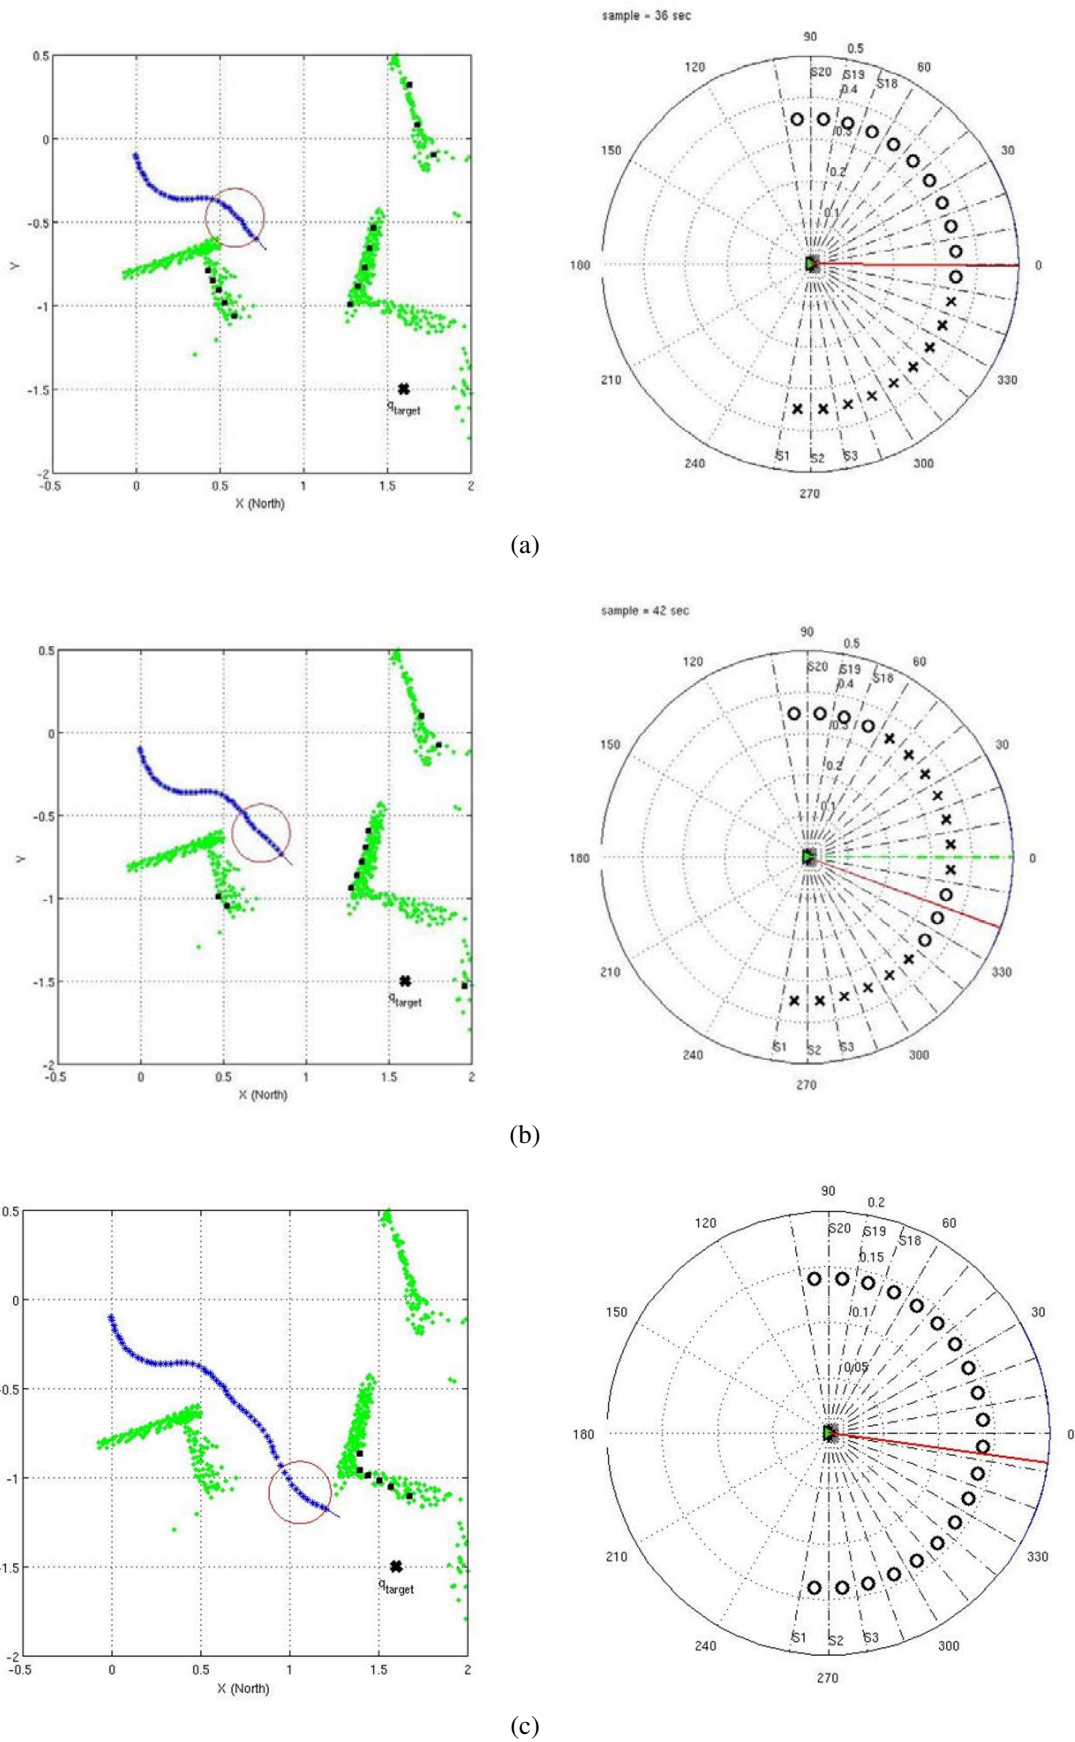 sample = 36 sec
0.5
0
-0.5
-1
-1.5
-2
Y
-0.5 0 0.5 1 1.5 2
X (North)
q target
90
0.5
120 60
S20 S19 S18
0.4
0.3
150 30
0.2
0.1
180 0
210 330
S1 S2 S3
240 300
270
(a)
sample = 42 sec
0.5
0
-0.5
-1
-1.5
-2
Y
-0.5 0 0.5 1 1.5 2
X (North)
q target
90
0.5
120 60
S20 S19 S18
0.4
0.3
150 30
0.2
0.1
180 0
210 330
S1 S2 S3
240 300
270
(b)
0.5
0
-0.5
-1
-1.5
-2
-0.5 0 0.5 1 1.5 2
X (North)
q target
90
0.2
120 60
S20 S19 S18
0.15
150 30
0.1
0.05
180 0
210 330
S1 S2 S3
240 300
270
(c)